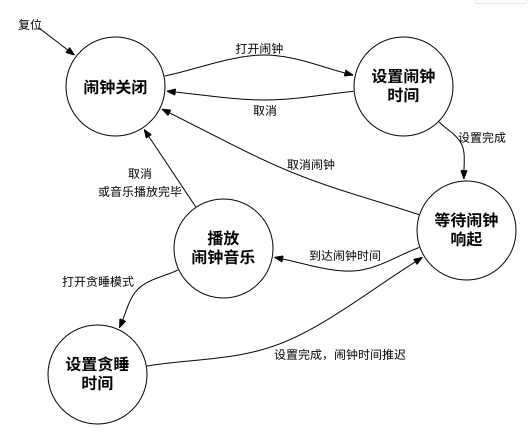 复位
打开闹钟
闹钟关闭
设置闹钟
时间
取消
设置完成
取消闹钟
取消
或音乐播放完毕
等待闹钟
响起
播放
闹钟音乐
到达闹钟时间
打开贪睡模式
设置完成，闹钟时间推迟
设置贪睡
时间